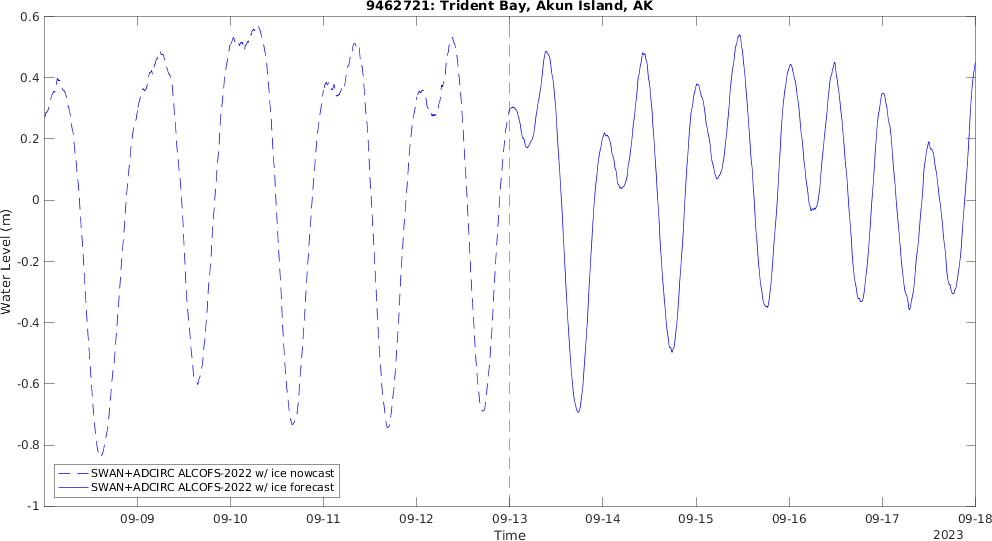 9462721: Trident Bay, Akun Island, AK
0.6
0.4
0.2
0
-0.2
-0.4
-0.6
-0.8
-1
Water Level (m)
SWAN+ADCIRC ALCOFS-2022 w/ ice nowcast
SWAN+ADCIRC ALCOFS-2022 w/ ice forecast
09-09 09-10 09-11 09-12 09-13 09-14 09-15 09-16 09-17 09-18
Time
2023